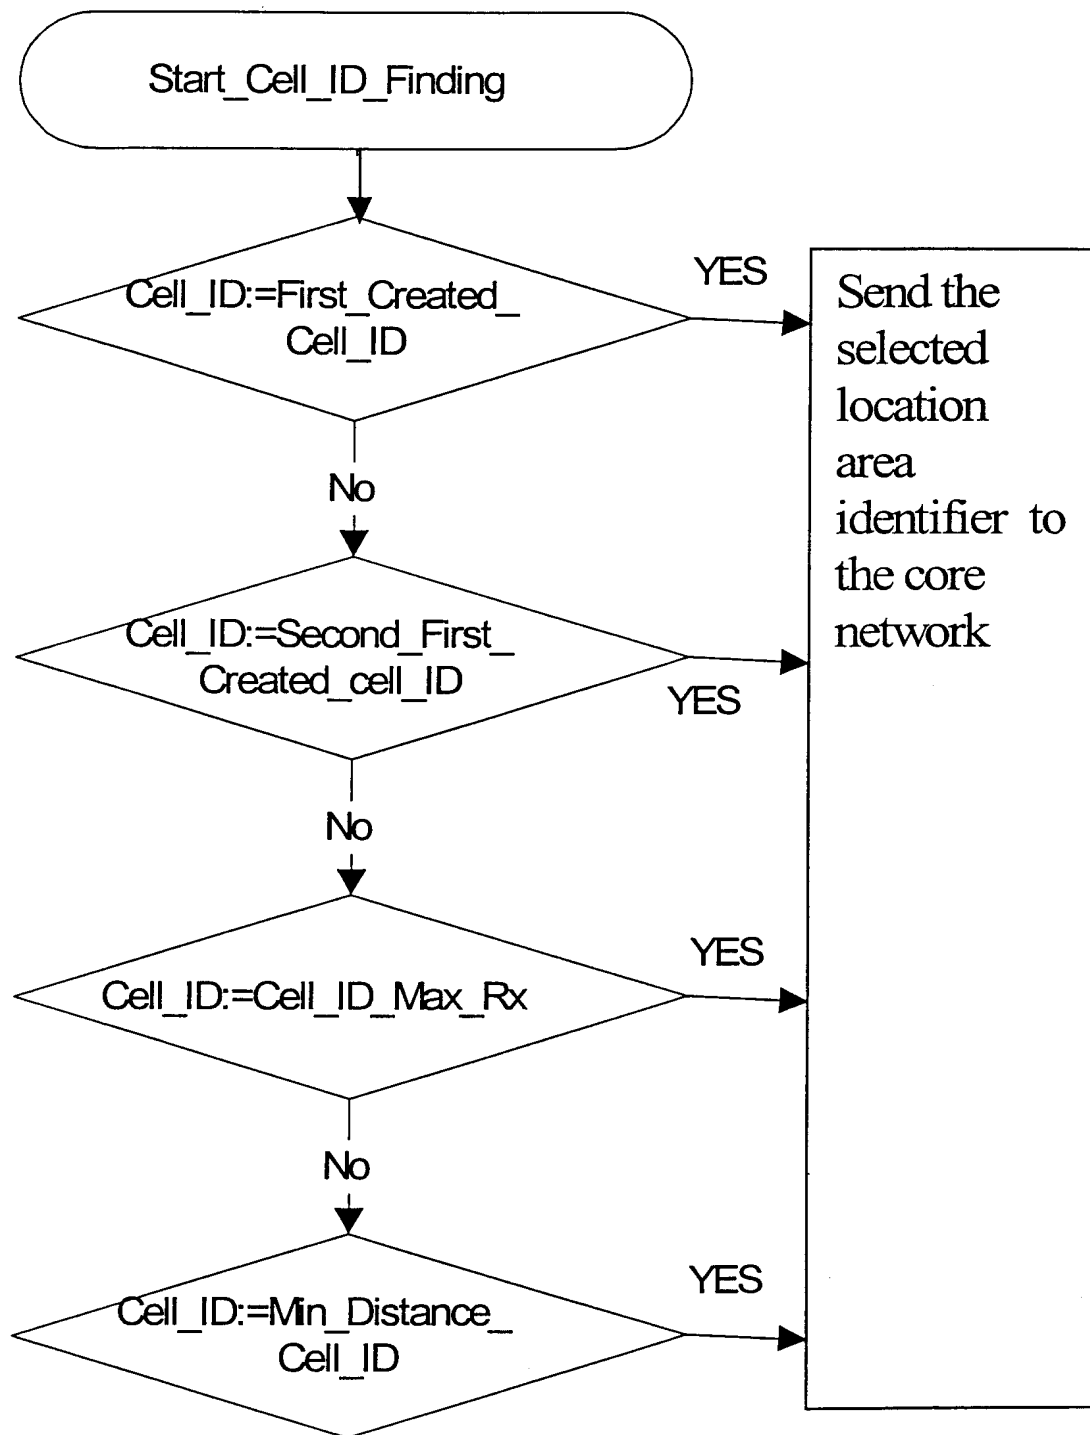 Start_Cell_ID_Finding
Cell_ID:=First_Created_
Cell_ID
YES
Send the
selected
location
area
identifier to
the core
network
No
Cell_ID:=Second_First_
Created_cell_ID
YES
No
Cell_ID:=Cell_ID_Max_Rx
YES
No
Cell_ID:=Min_Distance_
Cell_ID
YES